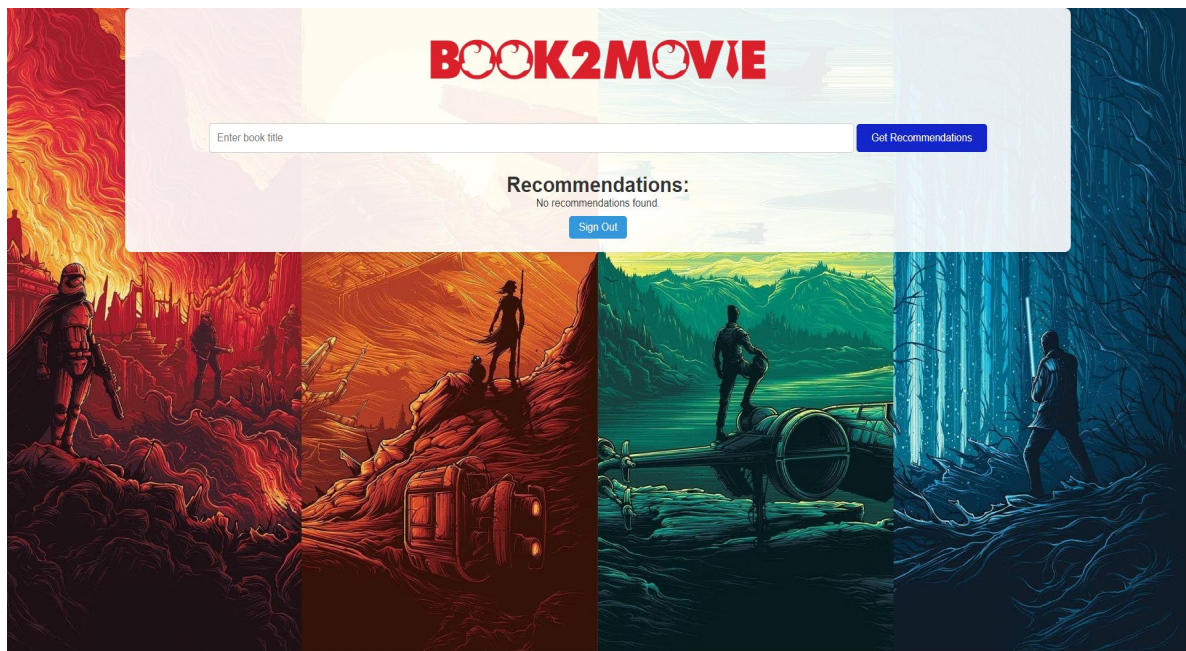 BOOK2MOVIE
Enter book title
Get Recommendations
Recommendations:
No recommendations found.
Sign Out